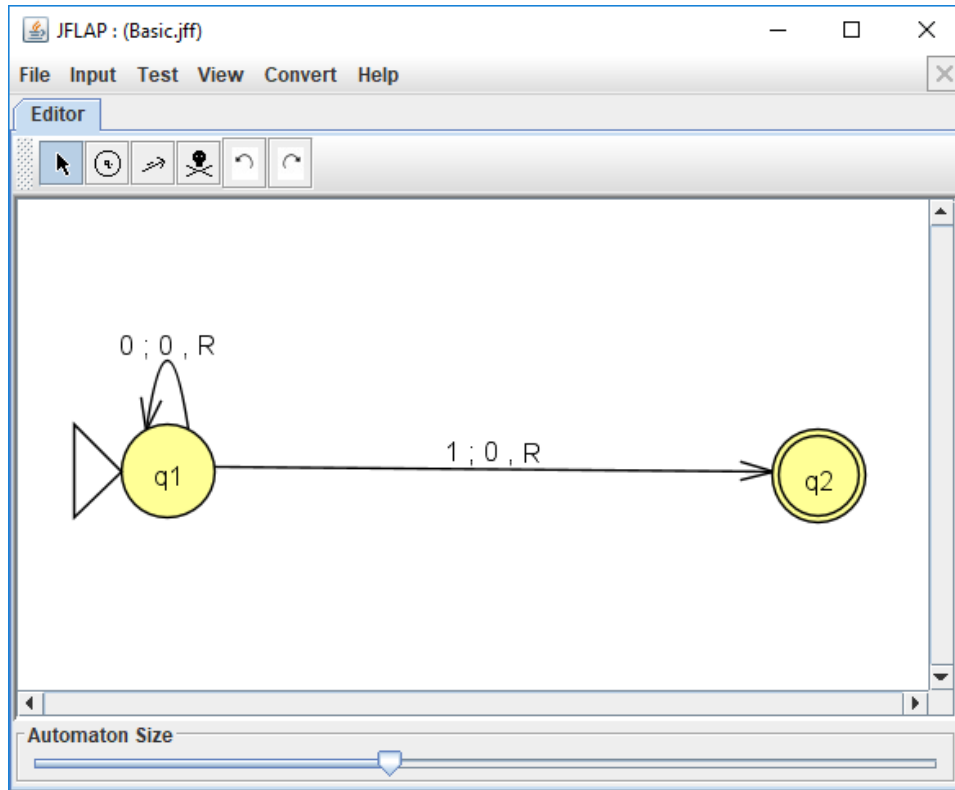 JFLAP : (Basic.jff)
File Input Test View Convert Help
Editor
0 ; 0 , R
1 ; 0 , R
q1
q2
Automaton Size